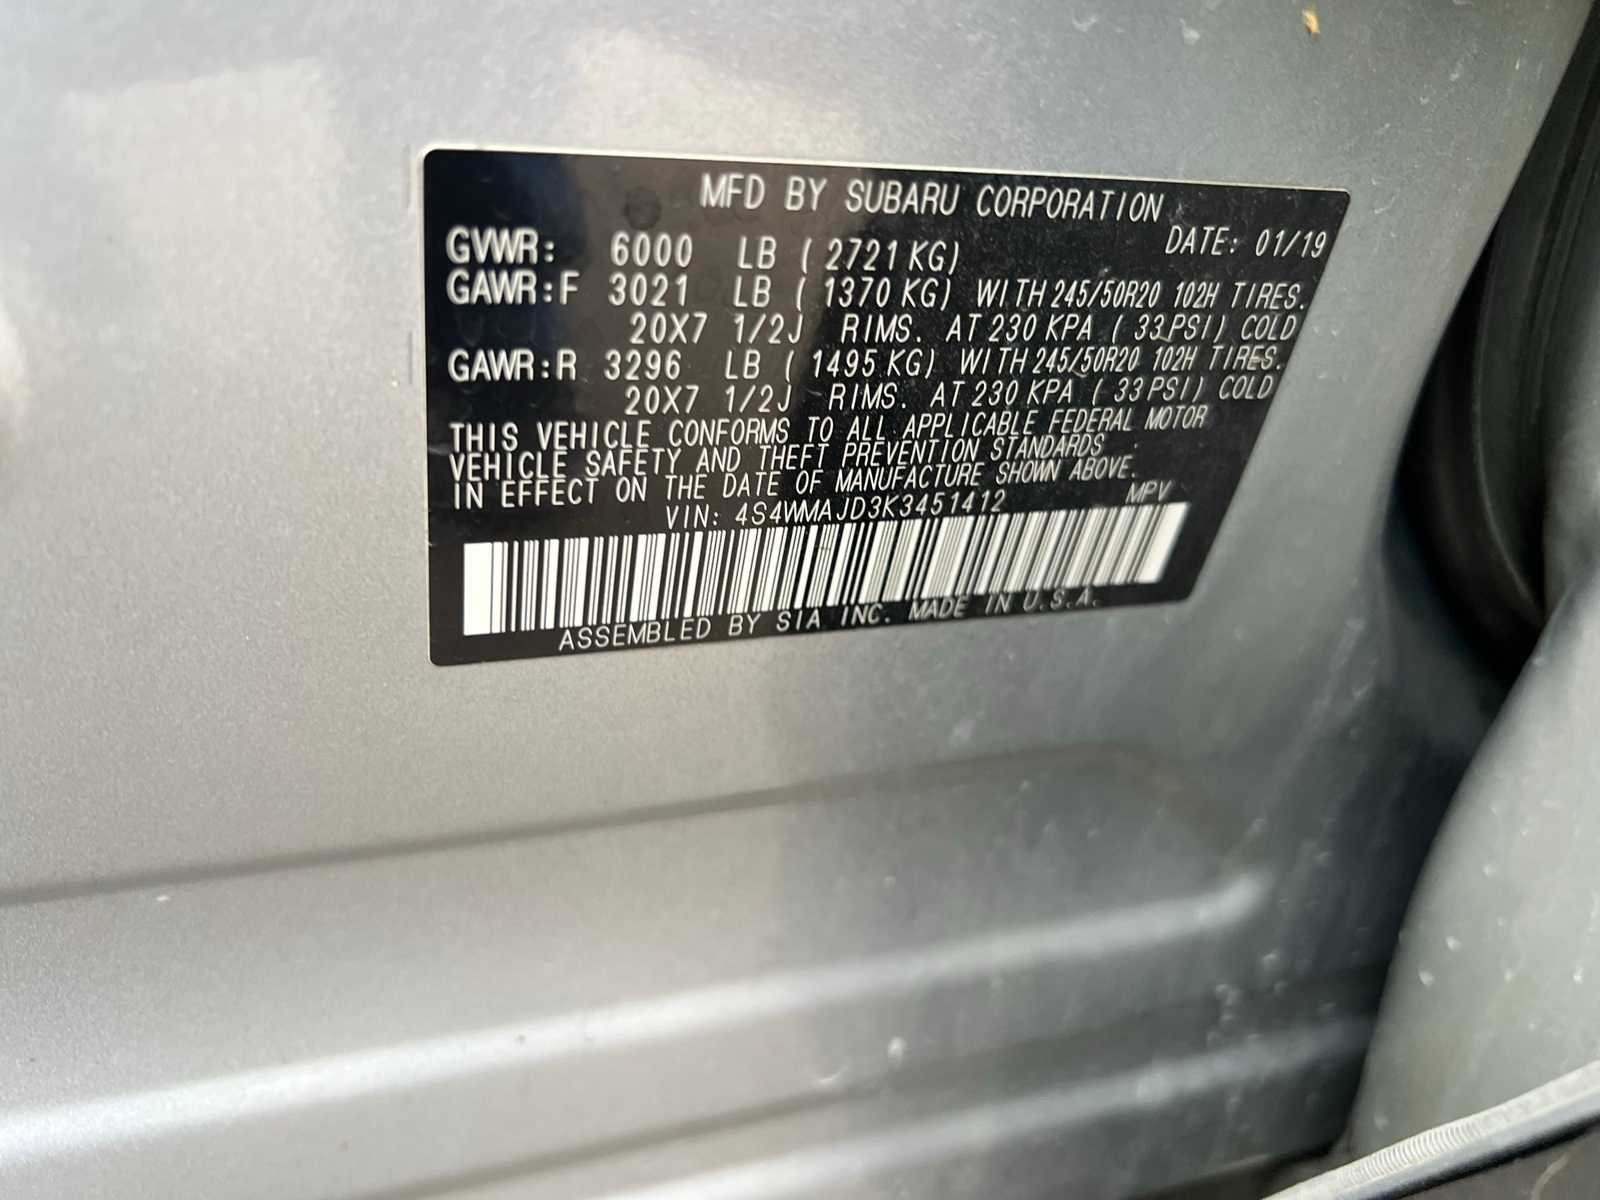 MFD BY SUBARU CORPORATION
DATE: 01/19
GVWR: 6000 LB ( 2721 KG)
GAWR:F 3021 LB ( 1370 KG) WITH 245/50R20 102H TIRES.
20X7 1/2J RIMS. AT 230 KPA ( 33 PSI) COLD
GAWR:R 3296 LB ( 1495 KG) WITH 245/50R20 102H TIRES.
20X7 1/2J RIMS. AT 230 KPA ( 33 PSI) COLD
THIS VEHICLE CONFORMS TO ALL APPLICABLE FEDERAL MOTOR
VEHICLE SAFETY AND THEFT PREVENTION STANDARDS
IN EFFECT ON THE DATE OF MANUFACTURE SHOWN ABOVE.
VIN: 4S4WMAJD3K3451412 MPV
ASSEMBLED BY SIA INC. MADE IN U.S.A.